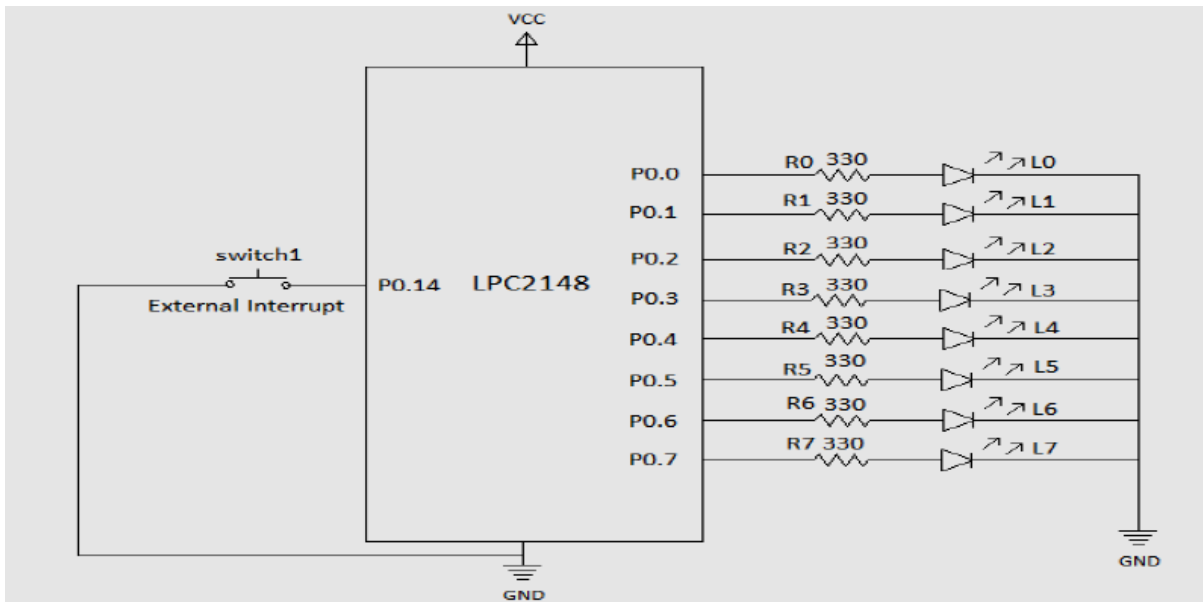 VCC
P0.0
R0 330
L0
P0.1
R1 330
L1
P0.2
R2 330
L2
switch1
P0.14
LPC2148
P0.3
R3 330
L3
External Interrupt
P0.4
R4 330
L4
P0.5
R5 330
L5
P0.6
R6 330
L6
P0.7
R7 330
L7
GND
GND